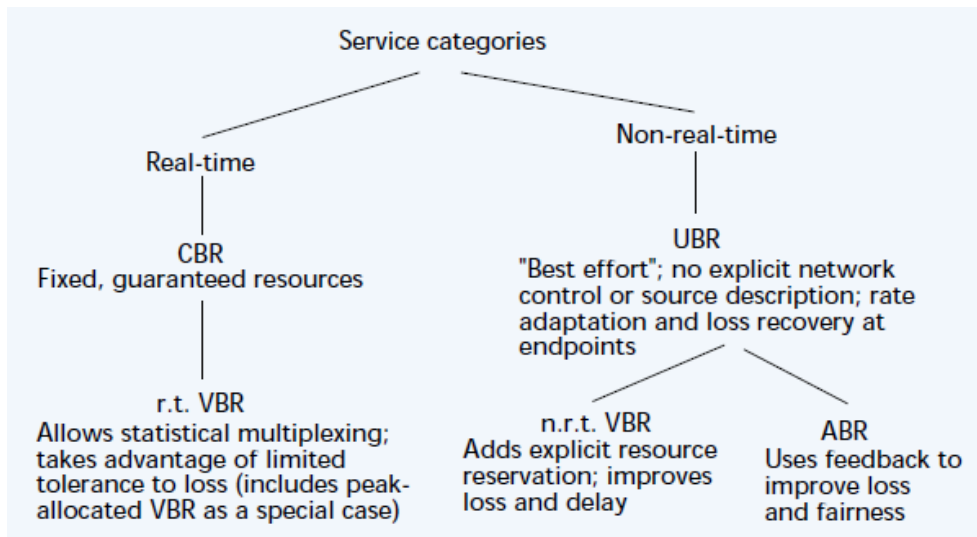 Service categories
Real-time
Non-real-time
CBR
Fixed, guaranteed resources
UBR
"Best effort"; no explicit network
control or source description; rate
adaptation and loss recovery at
endpoints
r.t. VBR
Allows statistical multiplexing;
takes advantage of limited
tolerance to loss (includes peak-
allocated VBR as a special case)
n.r.t. VBR
Adds explicit resource
reservation; improves
loss and delay
ABR
Uses feedback to
improve loss
and fairness